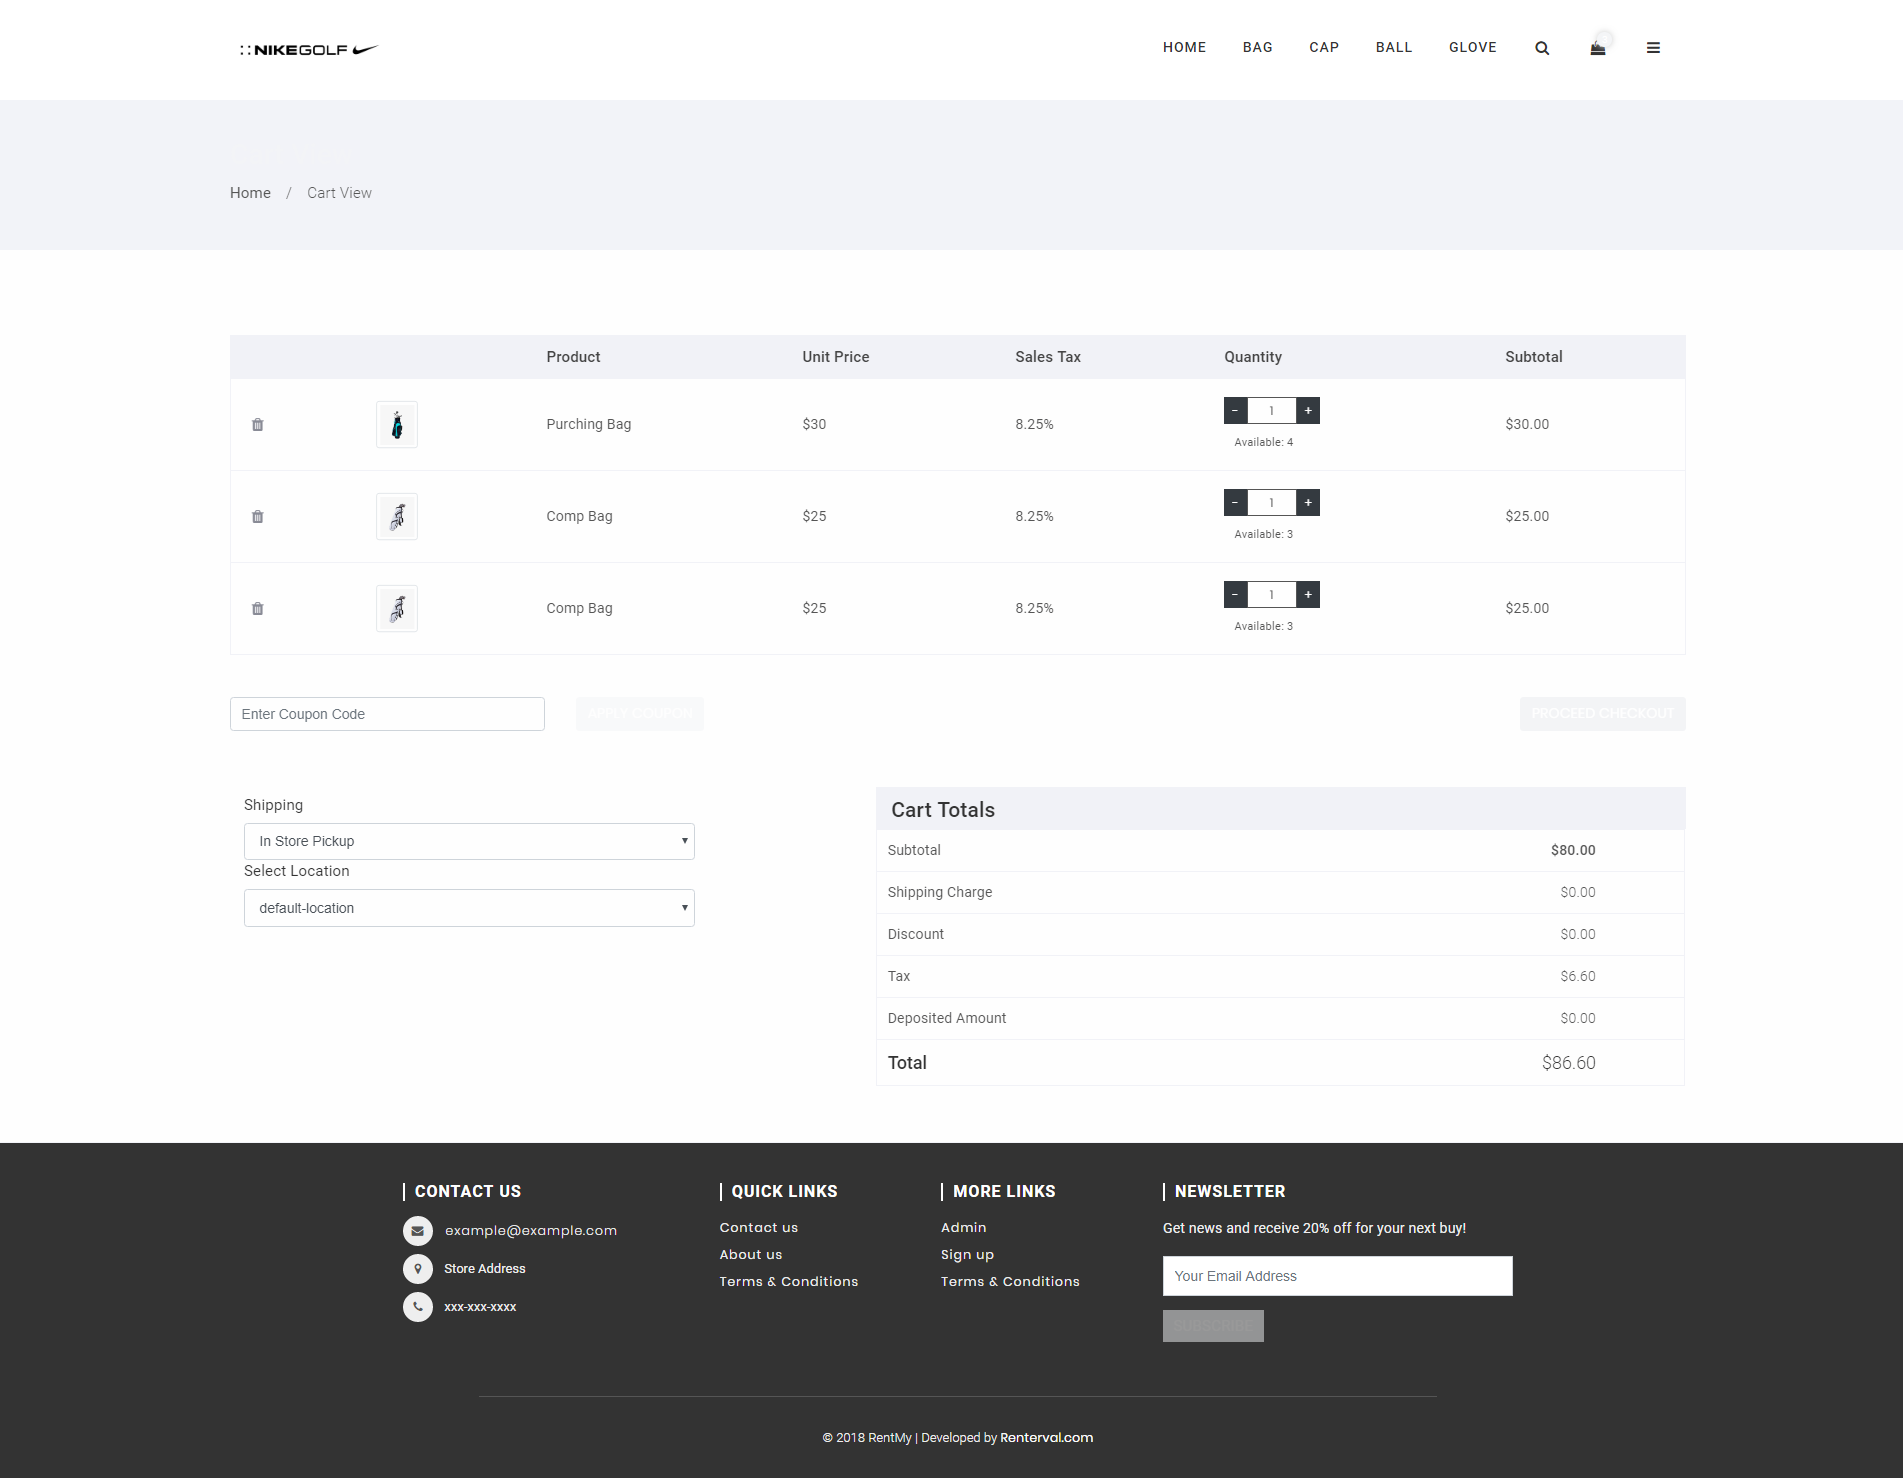 NIKEGOLF
HOME BAG CAP BALL GLOVE
Home / Cart View
Product Unit Price Sales Tax Quantity Subtotal
Purching Bag $30 8.25% - 1 + $30.00
Available: 4
Comp Bag $25 8.25% - 1 + $25.00
Available: 3
Comp Bag $25 8.25% - 1 + $25.00
Available: 3
Enter Coupon Code APPLY COUPON PROCEED CHECKOUT
Shipping
In Store Pickup
Select Location
default-location
Cart Totals
Subtotal $80.00
Shipping Charge $0.00
Discount $0.00
Tax $6.60
Deposited Amount $0.00
Total $86.60
CONTACT US
example@example.com
Store Address
xxx-xxx-xxxx
QUICK LINKS
Contact us
About us
Terms & Conditions
MORE LINKS
Admin
Sign up
Terms & Conditions
NEWSLETTER
Get news and receive 20% off for your next buy!
Your Email Address
SUBSCRIBE
© 2018 RentMy | Developed by Renterval.com